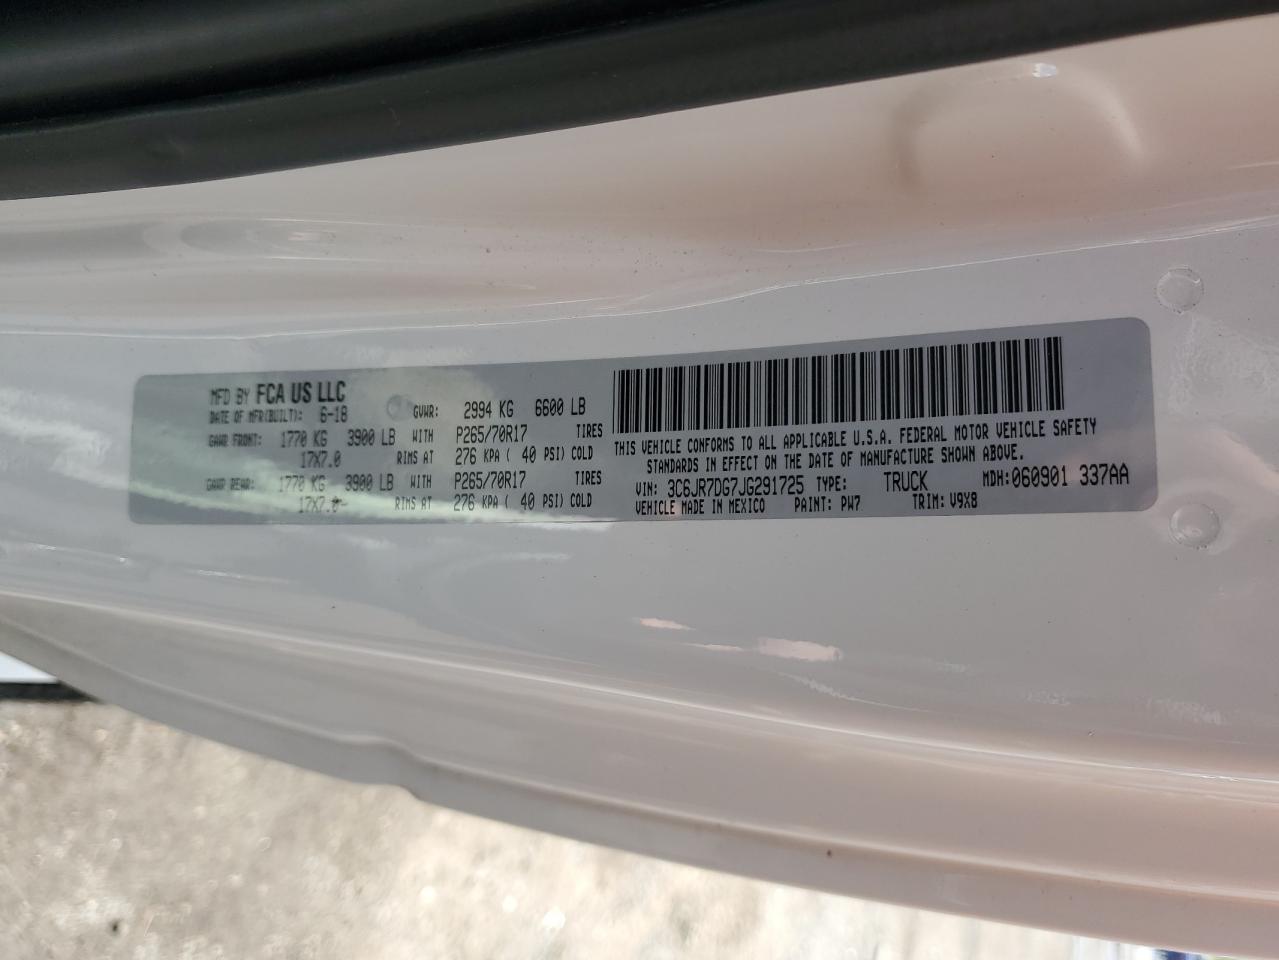 MFD BY FCA US LLC
DATE OF MFR(BUILT): 6-18 GVWR: 2994 KG 6600 LB
GAWR FRONT: 1770 KG 3900 LB WITH P265/70R17 TIRES
17X7.0 RIMS AT 276 KPA ( 40 PSI) COLD
GAWR REAR: 1770 KG 3900 LB WITH P265/70R17 TIRES
17X7.0 RIMS AT 276 KPA ( 40 PSI) COLD
THIS VEHICLE CONFORMS TO ALL APPLICABLE U.S.A. FEDERAL MOTOR VEHICLE SAFETY
STANDARDS IN EFFECT ON THE DATE OF MANUFACTURE SHOWN ABOVE.
VIN: 3C6JR7DG7JG291725 TYPE: TRUCK MDH:060901 337AA
VEHICLE MADE IN MEXICO PAINT: PW7 TRIM: V9X8